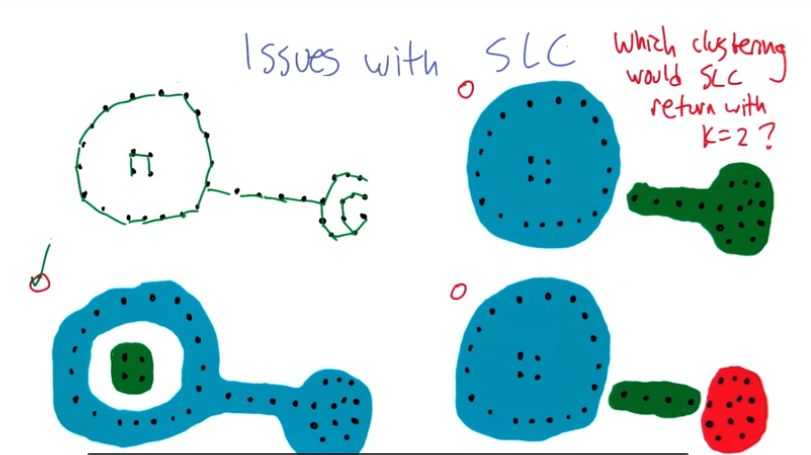 Issues with SLC
Which clustering
would SLC
return with
K=2?